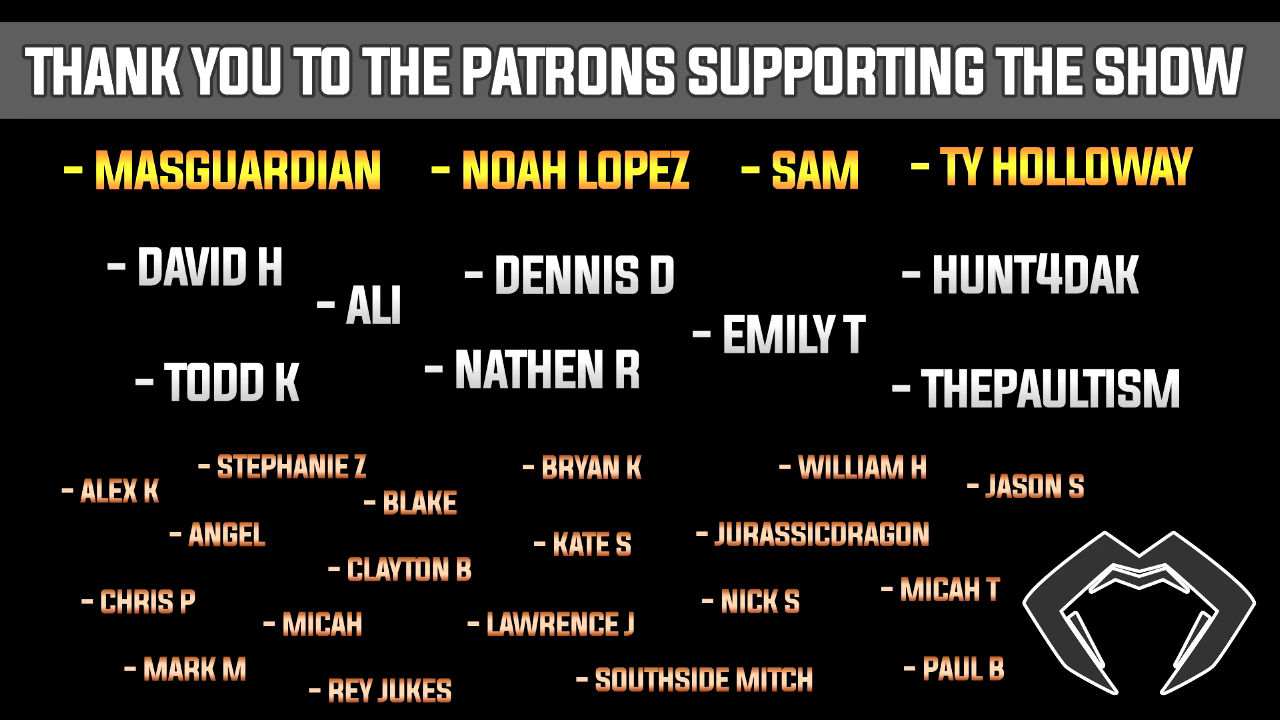 THANK YOU TO THE PATRONS SUPPORTING THE SHOW
- MASGUARDIAN
- NOAH LOPEZ
- SAM
- TY HOLLOWAY
- DAVID H
- ALI
- DENNIS D
- EMILY T
- HUNT4DAK
- TODD K
- NATHEN R
- THEPAULTISM
- STEPHANIE Z
- BRYAN K
- WILLIAM H
- ALEX K
- BLAKE
- JASON S
- ANGEL
- KATE S
- JURASSICDRAGON
- CLAYTON B
- MICAH T
- CHRIS P
- NICK S
- MICAH
- LAWRENCE J
- MARK M
- PAUL B
- REY JUKES
- SOUTHSIDE MITCH